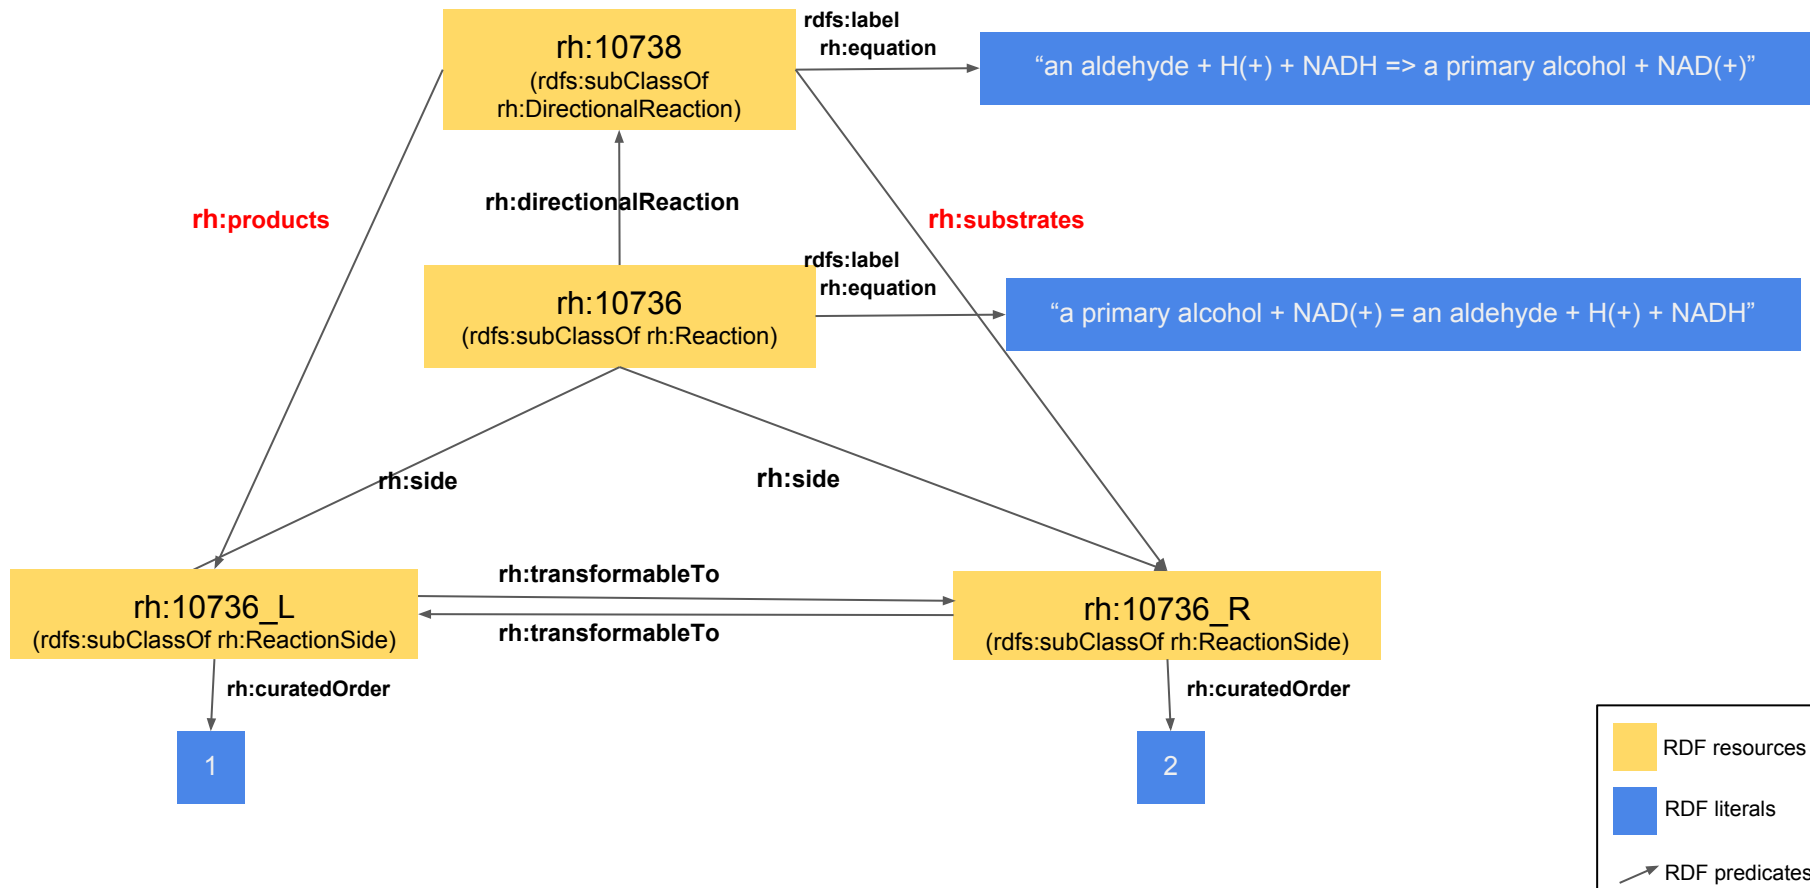 rh:10738
(rdfs:subClassOf
rh:DirectionalReaction)
rdfs:label
rh:equation
“an aldehyde + H(+) + NADH => a primary alcohol + NAD(+)”
rh:products
rh:directionalReaction
rh:substrates
rh:10736
(rdfs:subClassOf rh:Reaction)
rdfs:label
rh:equation
“a primary alcohol + NAD(+) = an aldehyde + H(+) + NADH”
rh:side
rh:side
rh:10736_L
(rdfs:subClassOf rh:ReactionSide)
rh:transformableTo
rh:transformableTo
rh:10736_R
(rdfs:subClassOf rh:ReactionSide)
rh:curatedOrder
rh:curatedOrder
1
2
RDF resources
RDF literals
RDF predicates